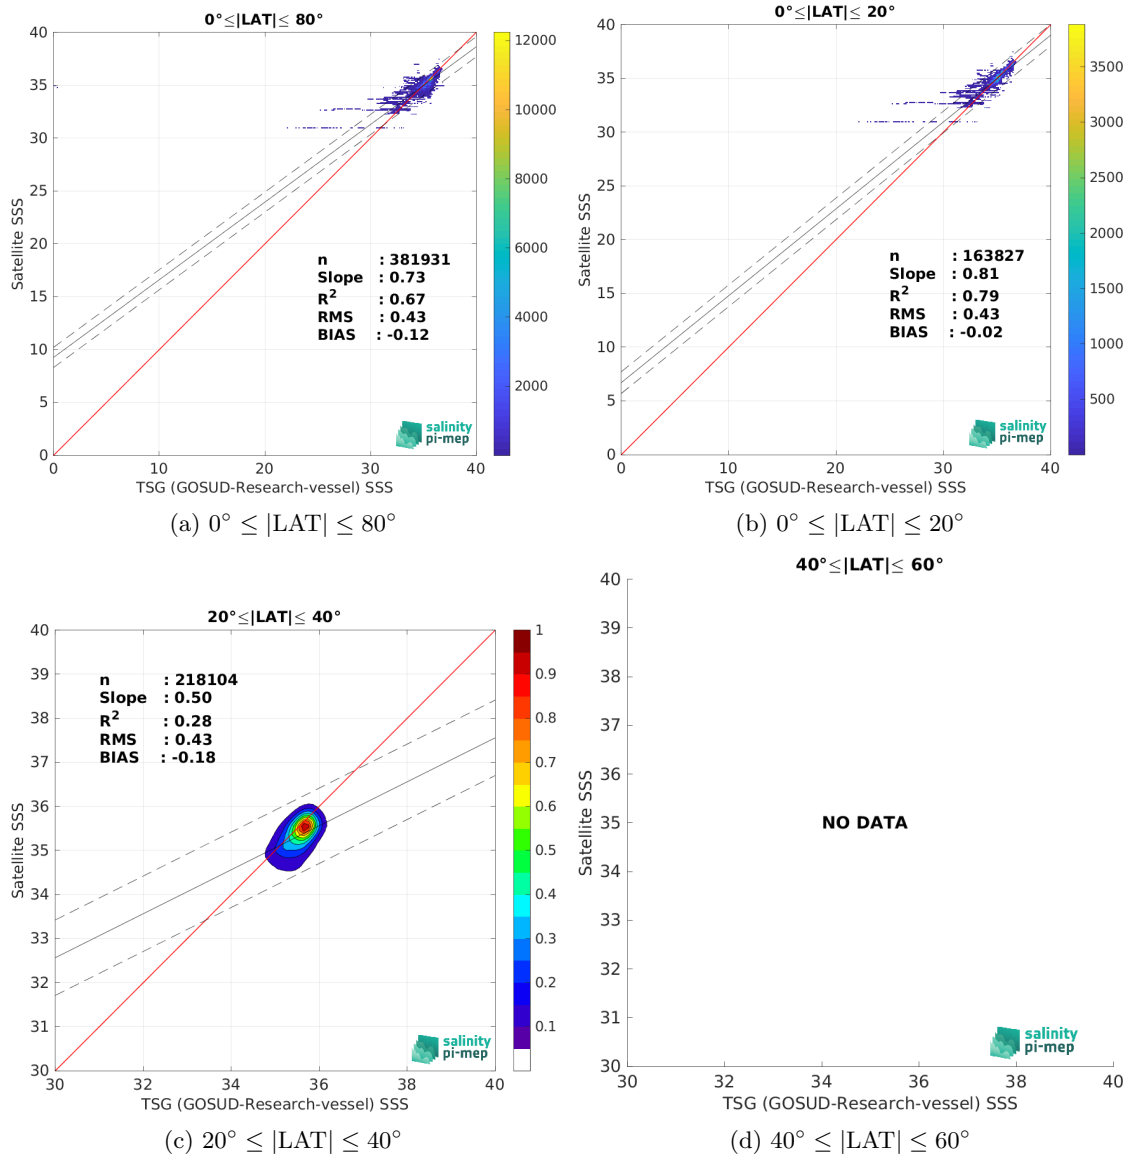 0°≤|LAT|≤ 80°
40
35
30
25
20
15
10
5
0
Satellite SSS
n : 381931
Slope : 0.73
R² : 0.67
RMS : 0.43
BIAS : -0.12
salinity
pi-mep
0 10 20 30 40
TSG (GOSUD-Research-vessel) SSS
12000
10000
8000
6000
4000
2000
(a) 0° ≤ |LAT| ≤ 80°
0°≤|LAT|≤ 20°
40
35
30
25
20
15
10
5
0
Satellite SSS
n : 163827
Slope : 0.81
R² : 0.79
RMS : 0.43
BIAS : -0.02
salinity
pi-mep
0 10 20 30 40
TSG (GOSUD-Research-vessel) SSS
3500
3000
2500
2000
1500
1000
500
(b) 0° ≤ |LAT| ≤ 20°
20°≤|LAT|≤ 40°
40
39
38
37
36
35
34
33
32
31
30
Satellite SSS
n : 218104
Slope : 0.50
R² : 0.28
RMS : 0.43
BIAS : -0.18
salinity
pi-mep
30 32 34 36 38 40
TSG (GOSUD-Research-vessel) SSS
1
0.9
0.8
0.7
0.6
0.5
0.4
0.3
0.2
0.1
(c) 20° ≤ |LAT| ≤ 40°
40°≤|LAT|≤ 60°
40
39
38
37
36
35
34
33
32
31
30
Satellite SSS
NO DATA
salinity
pi-mep
30 32 34 36 38 40
TSG (GOSUD-Research-vessel) SSS
(d) 40° ≤ |LAT| ≤ 60°